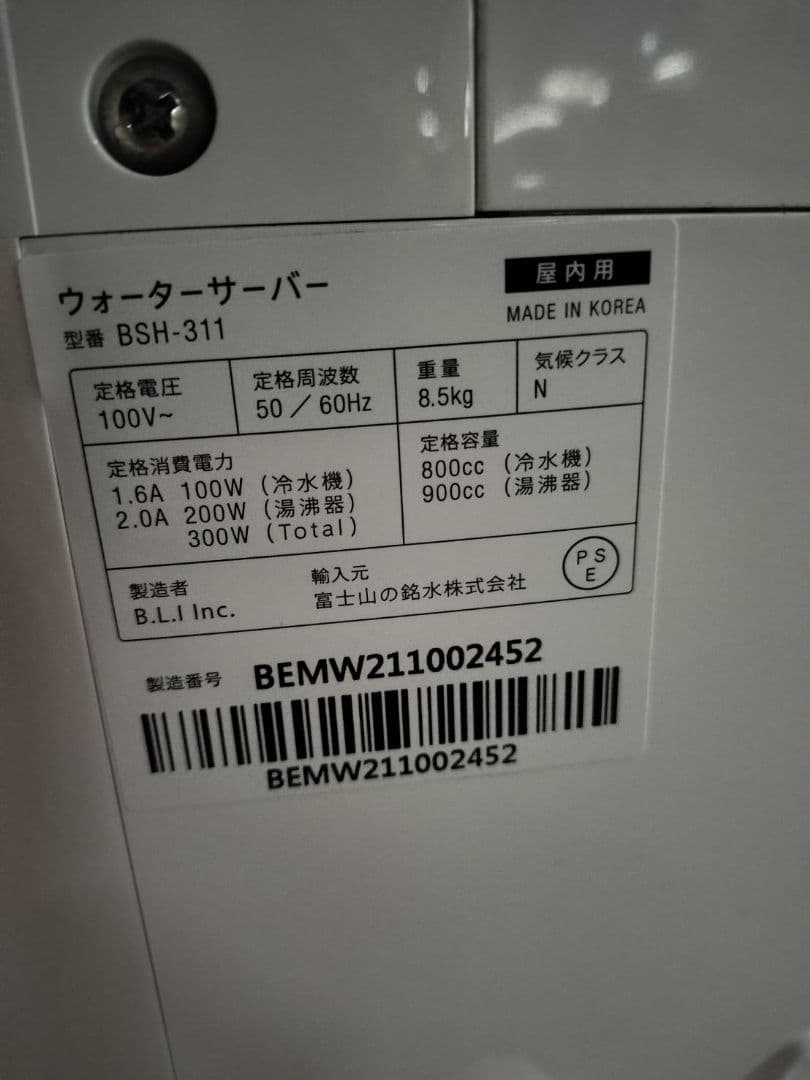 ウォーターサーバー
屋内用
型番 BSH-311
MADE IN KOREA
定格電圧
100V~
定格周波数
50 / 60Hz
重量
8.5kg
気候クラス
N
定格消費電力
1.6A 100W (冷水機)
2.0A 200W (湯沸器)
300W (Total)
定格容量
800cc (冷水機)
900cc (湯沸器)
製造者
B.L.I Inc.
輸入元
富士山の銘水株式会社
PS
E
製造番号 BEMW211002452
BEMW211002452